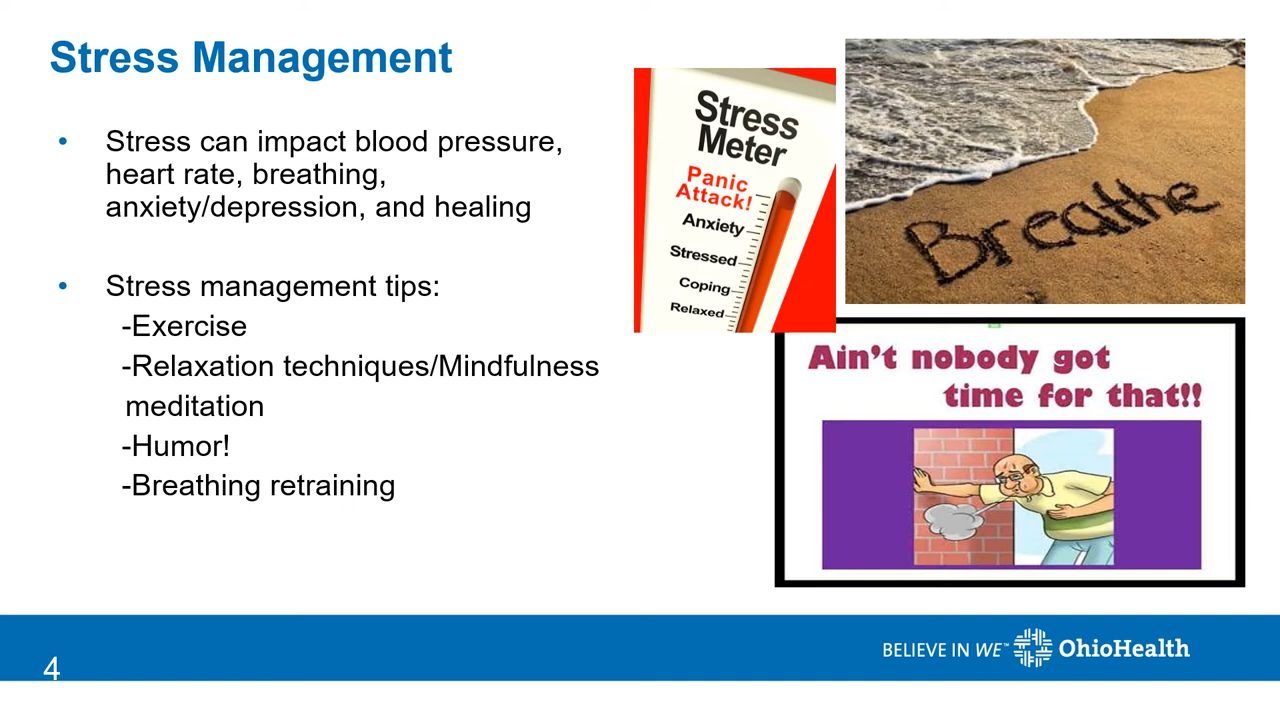 Stress Management
• Stress can impact blood pressure,
heart rate, breathing,
anxiety/depression, and healing
• Stress management tips:
-Exercise
-Relaxation techniques/Mindfulness
meditation
-Humor!
-Breathing retraining
Stress
Meter
Panic
Attack!
Anxiety
Stressed
Coping
Relaxed
Breathe
Ain't nobody got
time for that!!
4
BELIEVE IN WE™ OhioHealth